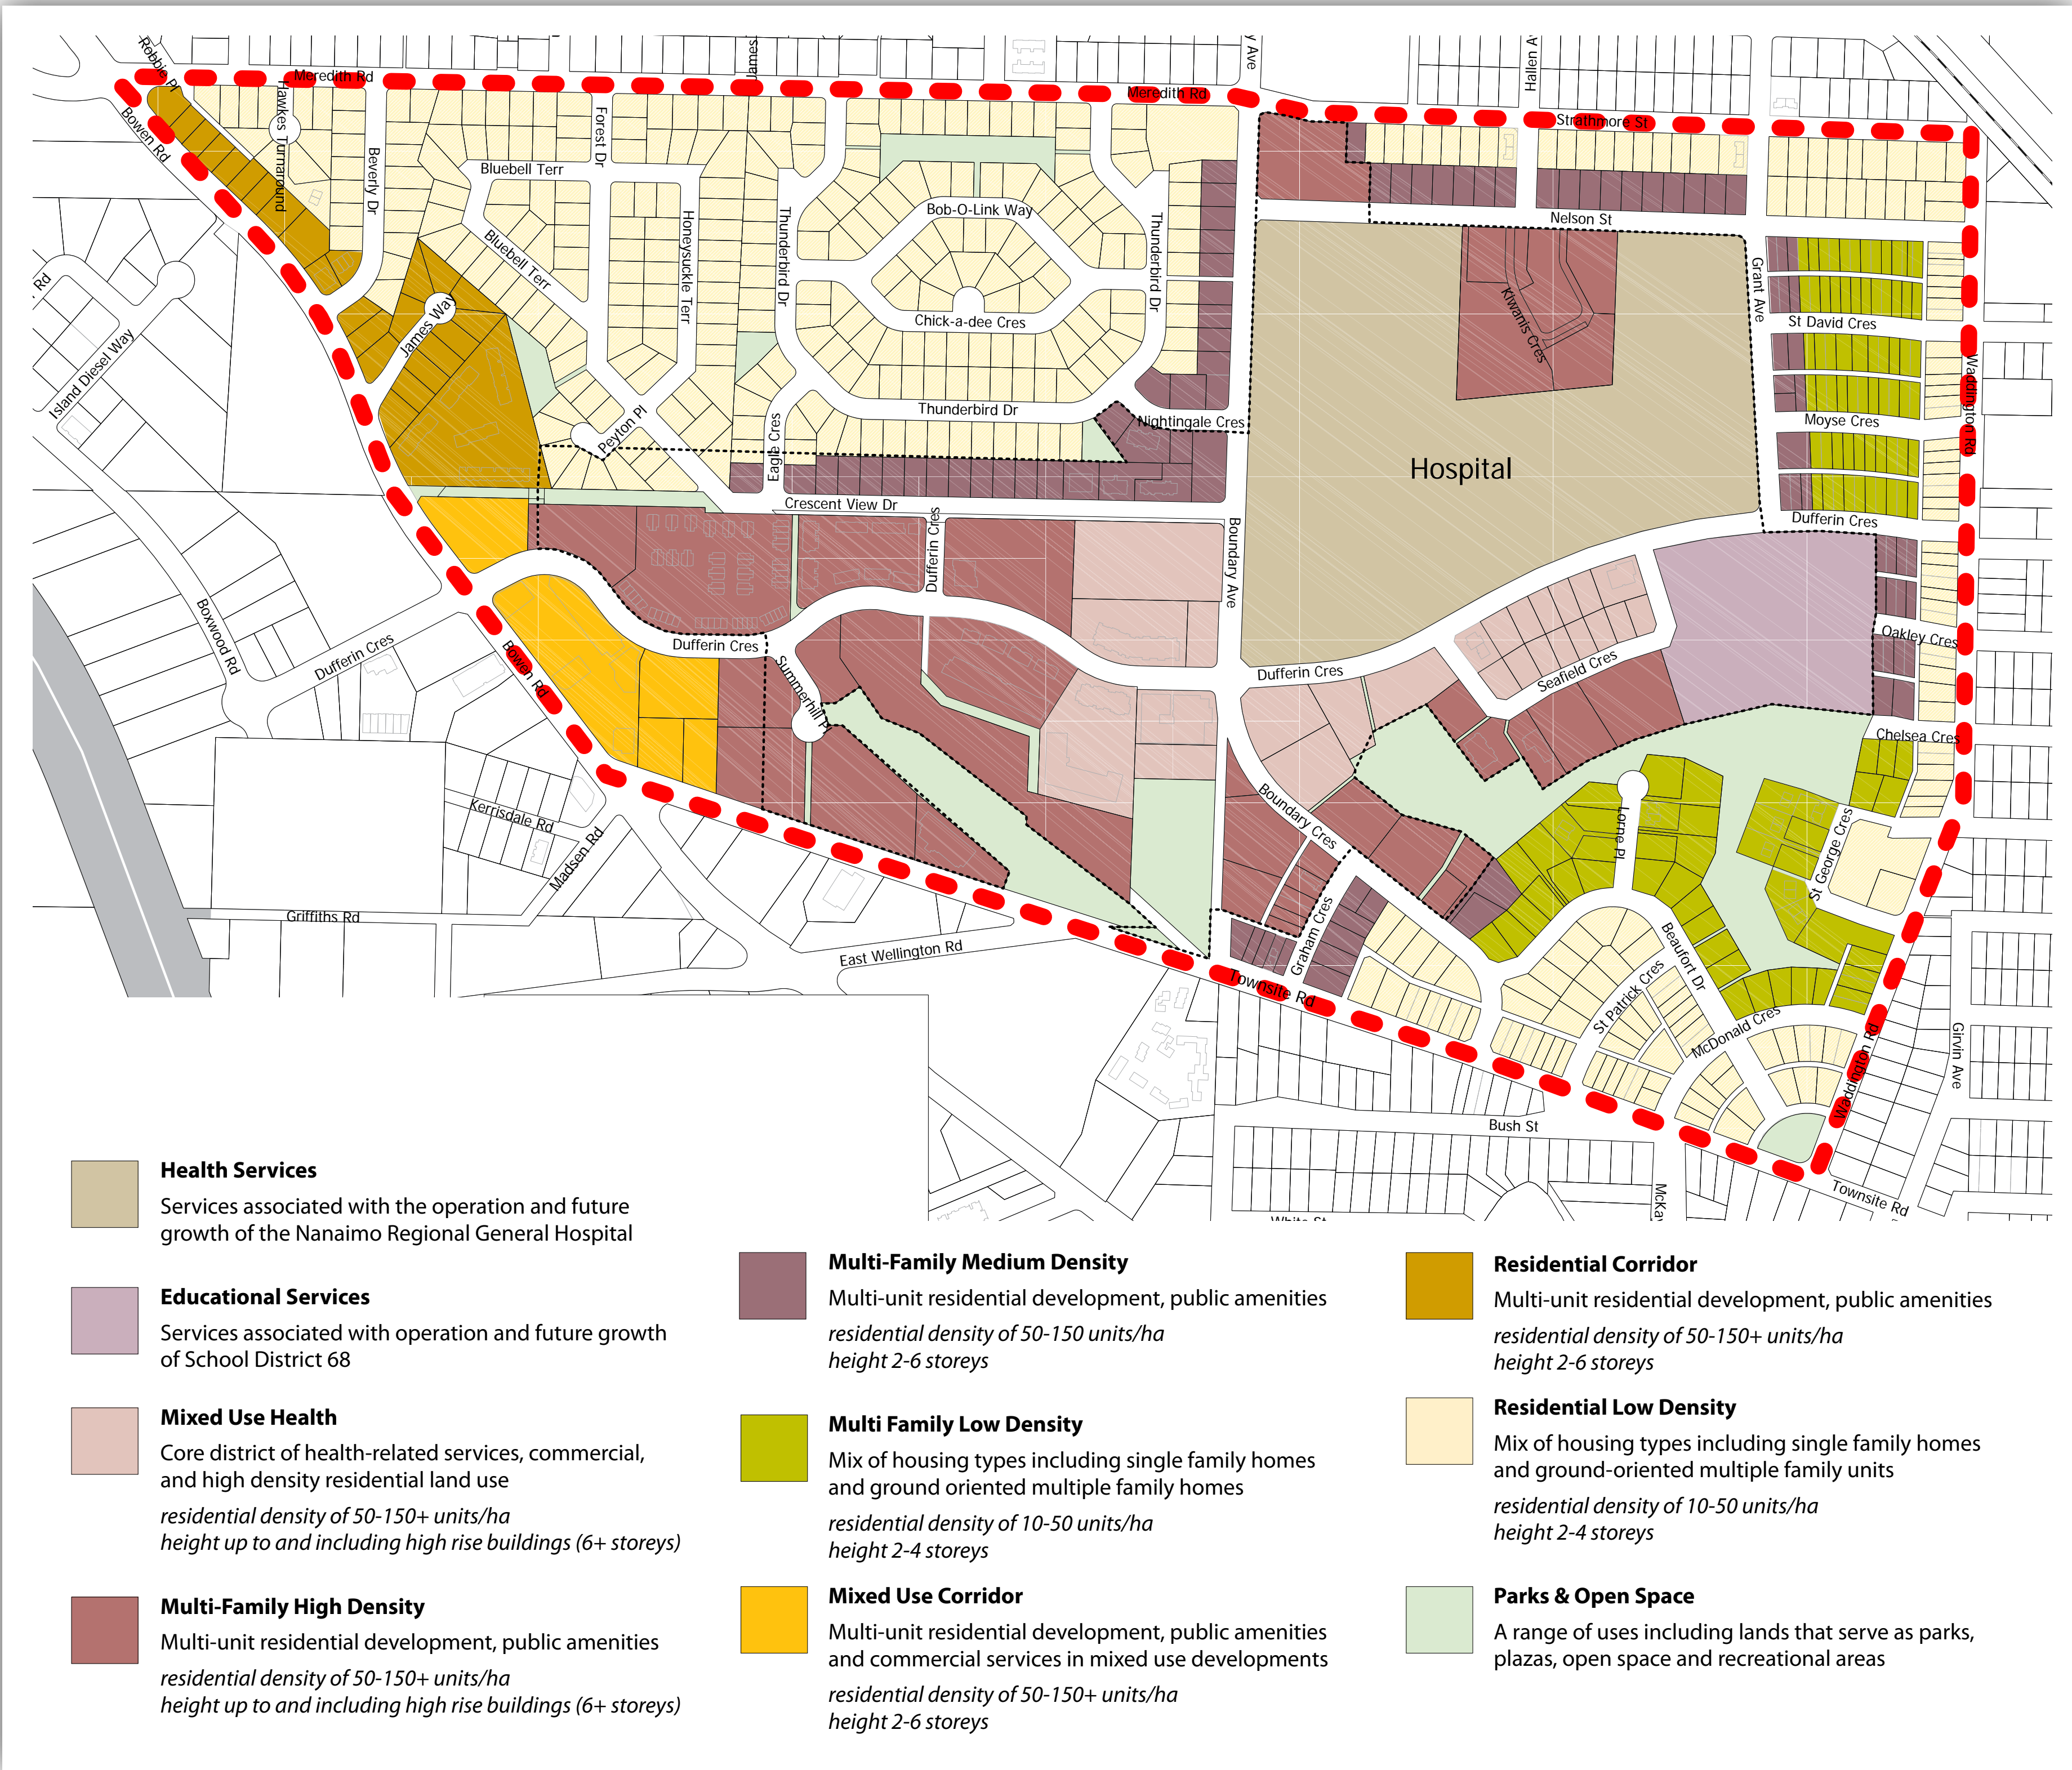 Robbie Pl
Meredith Rd
James
y Ave
Hallen A
Meredith Rd
Strathmore St
Bowen Rd
Hawkes Turnaround
Beverly Dr
Forest Dr
Bluebell Terr
Bluebell Terr
Honeysuckle Terr
Thunderbird Dr
Bob-O-Link Way
Thunderbird Dr
Chick-a-dee Cres
Nelson St
Kiwanis Cres
Grant Ave
St David Cres
Waddington Rd
Moyse Cres
Rd
Island Diesel Way
James Way
Peyton Pl
Eagle Cres
Thunderbird Dr
Nightingale Cres
Hospital
Crescent View Dr
Dufferin Cres
Dufferin Cres
Boundary Ave
Boxwood Rd
Dufferin Cres
Bowen Rd
Dufferin Cres
Summerhill Pl
Dufferin Cres
Seafield Cres
Oakley Cres
Chelsea Cres
Boundary Cres
Lorne Pl
St George Cres
Kerrisdale Rd
Madsen Rd
Griffiths Rd
East Wellington Rd
Graham Cres
Townsite Rd
Beaufort Dr
St Patrick Cres
McDonald Cres
Waddington Rd
Girvin Ave
Bush St
Townsite Rd
McKa
White St
Health Services
Services associated with the operation and future
growth of the Nanaimo Regional General Hospital
Educational Services
Services associated with operation and future growth
of School District 68
Mixed Use Health
Core district of health-related services, commercial,
and high density residential land use
residential density of 50-150+ units/ha
height up to and including high rise buildings (6+ storeys)
Multi-Family High Density
Multi-unit residential development, public amenities
residential density of 50-150+ units/ha
height up to and including high rise buildings (6+ storeys)
Multi-Family Medium Density
Multi-unit residential development, public amenities
residential density of 50-150 units/ha
height 2-6 storeys
Multi Family Low Density
Mix of housing types including single family homes
and ground oriented multiple family homes
residential density of 10-50 units/ha
height 2-4 storeys
Mixed Use Corridor
Multi-unit residential development, public amenities
and commercial services in mixed use developments
residential density of 50-150+ units/ha
height 2-6 storeys
Residential Corridor
Multi-unit residential development, public amenities
residential density of 50-150+ units/ha
height 2-6 storeys
Residential Low Density
Mix of housing types including single family homes
and ground-oriented multiple family units
residential density of 10-50 units/ha
height 2-4 storeys
Parks & Open Space
A range of uses including lands that serve as parks,
plazas, open space and recreational areas